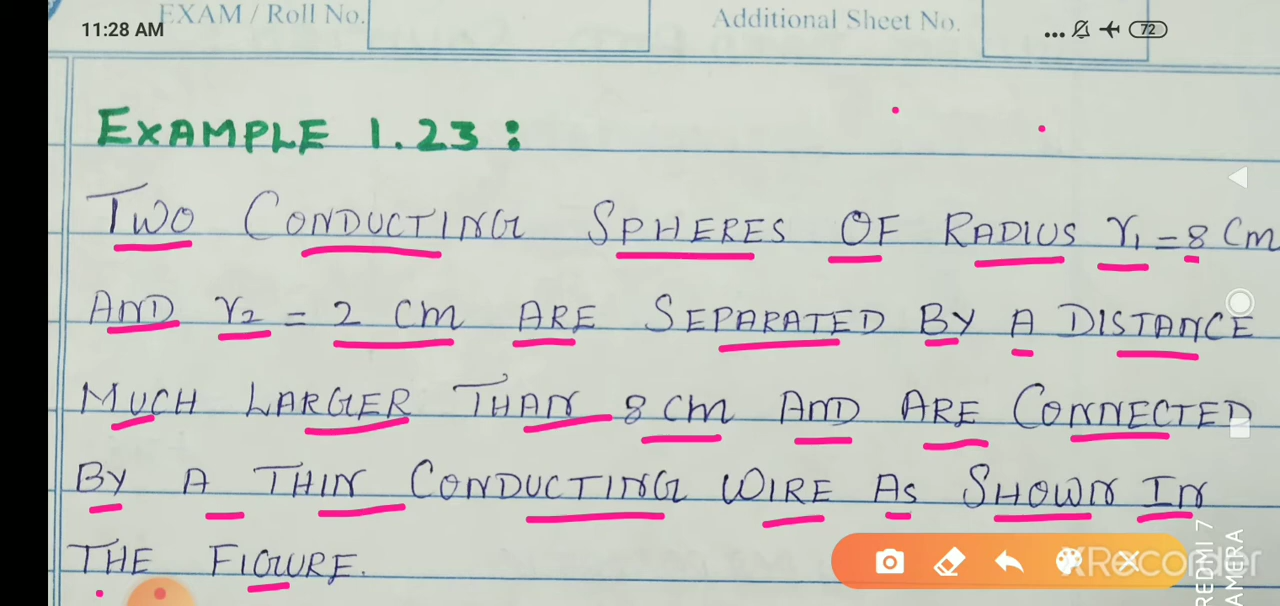 EXAM / Roll No.
Additional Sheet No.
11:28 AM
72
EXAMPLE 1.23:
TWO CONDUCTING SPHERES OF RADIUS r1 = 8 CM
AND r2 = 2 CM ARE SEPARATED BY A DISTANCE
MUCH LARGER THAN 8 CM AND ARE CONNECTED
BY A THIN CONDUCTING WIRE AS SHOWN IN
THE FIGURE.
XRecorder
REDMI 7
AMERA